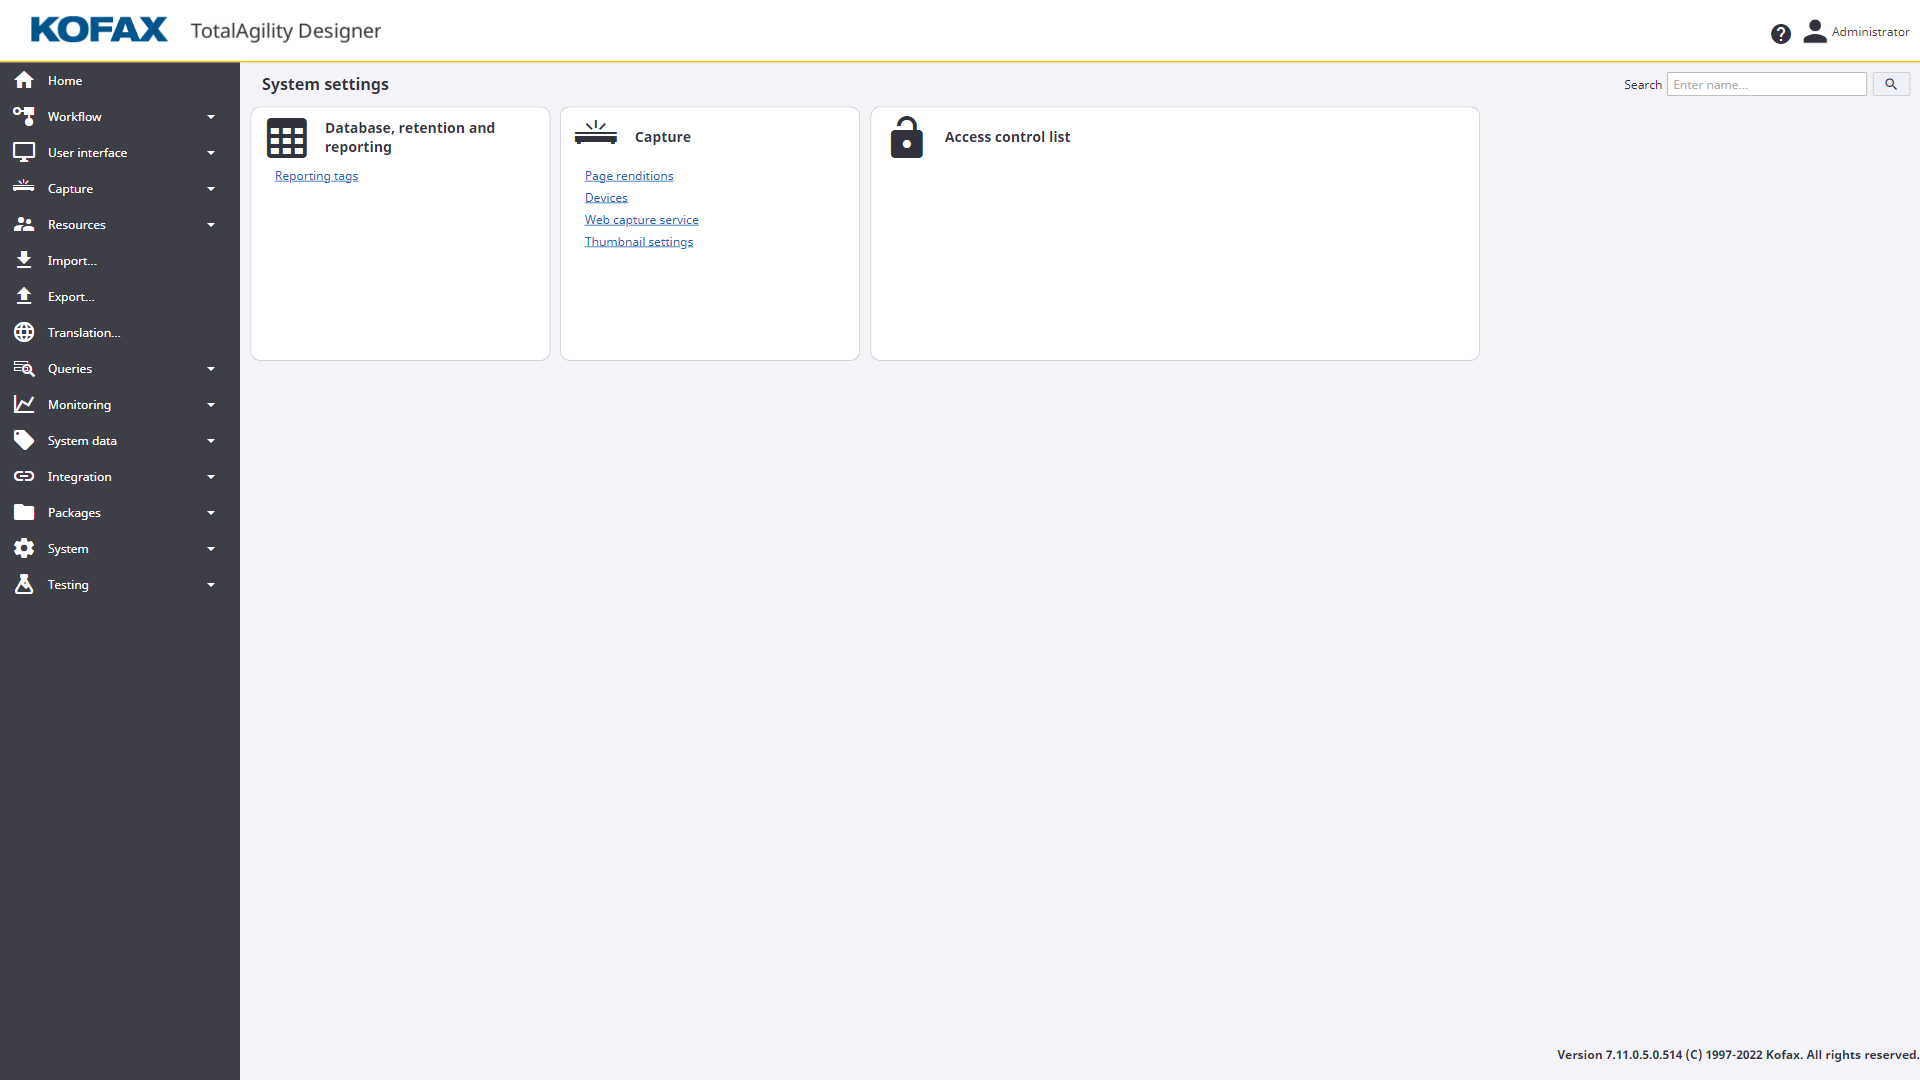 KOFAX TotalAgility Designer
Administrator
Home
Workflow
User interface
Capture
Resources
Import...
Export...
Translation...
Queries
Monitoring
System data
Integration
Packages
System
Testing
System settings
Search Enter name...
Database, retention and
reporting
Reporting tags
Capture
Page renditions
Devices
Web capture service
Thumbnail settings
Access control list
Version 7.11.0.5.0.514 (C) 1997-2022 Kofax. All rights reserved.